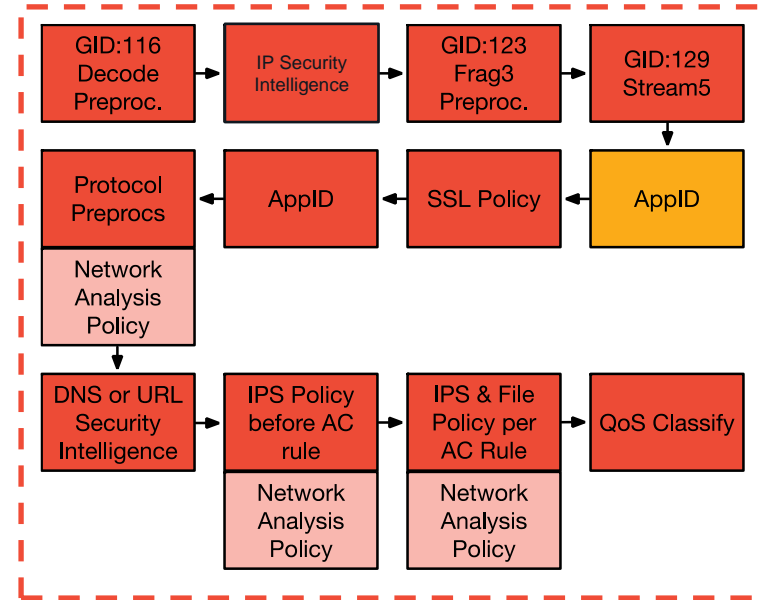 GID:116
Decode
Preproc.
IP Security
Intelligence
GID:123
Frag3
Preproc.
GID:129
Stream5
Protocol
Preprocs
AppID
SSL Policy
AppID
Network
Analysis
Policy
DNS or URL
Security
Intelligence
IPS Policy
before AC
rule
IPS & File
Policy per
AC Rule
QoS Classify
Network
Analysis
Policy
Network
Analysis
Policy